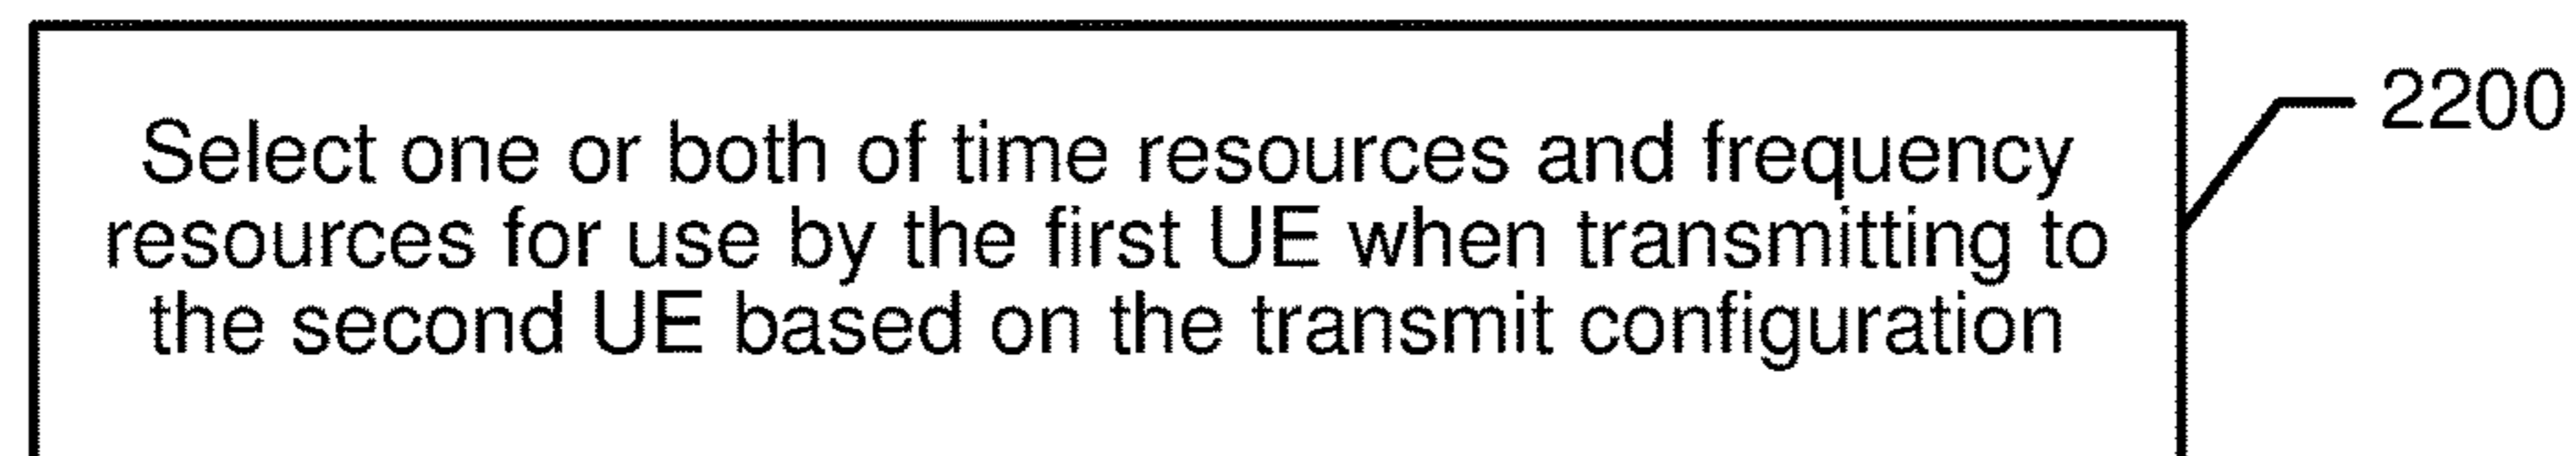 2200
Select one or both of time resources and frequency
resources for use by the first UE when transmitting to
the second UE based on the transmit configuration